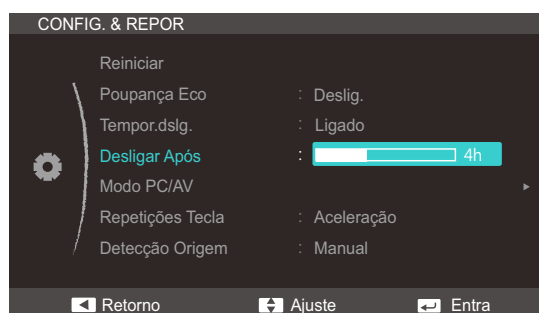 CONFIG. & REPOR
Reiniciar
Poupança Eco : Deslig.
Tempor.dslg. : Ligado
Desligar Após : 4h
Modo PC/AV
Repetições Tecla : Aceleração
Detecção Origem : Manual
Retorno Ajuste Entra